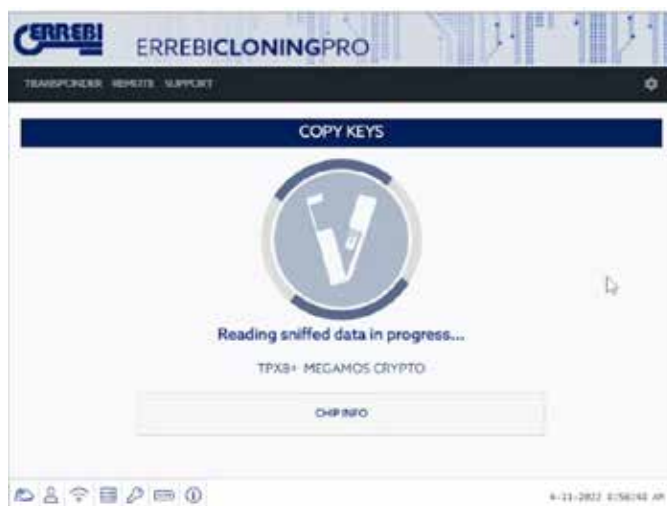 ERREBI
ERREBICLONINGPRO
TRANSPONDER REMOTE SUPPORT
COPY KEYS
Reading sniffed data in progress...
TPX8+ MEGAMOS CRYPTO
CHIP INFO